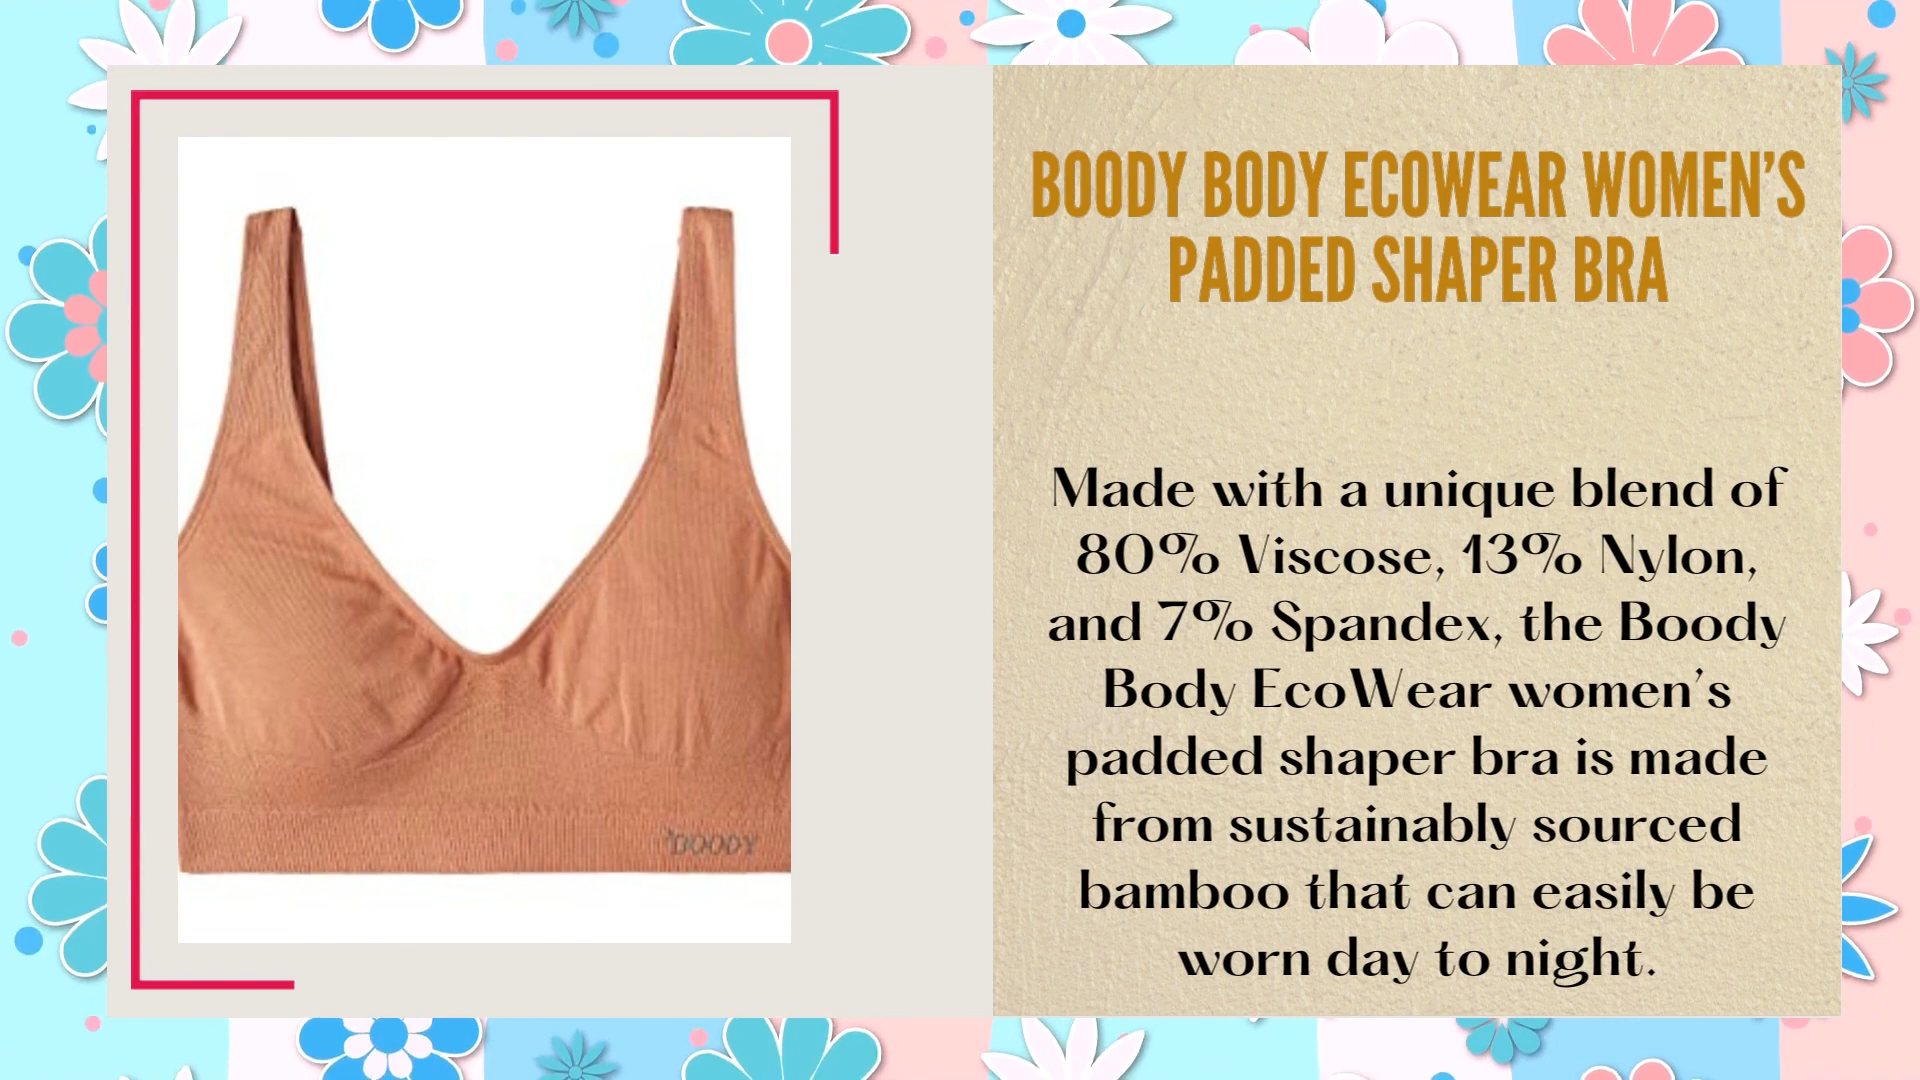 BOODY BODY ECOWEAR WOMEN'S
PADDED SHAPER BRA
Made with a unique blend of
80% Viscose, 13% Nylon,
and 7% Spandex, the Boody
Body EcoWear women's
padded shaper bra is made
from sustainably sourced
bamboo that can easily be
worn day to night.
BOODY